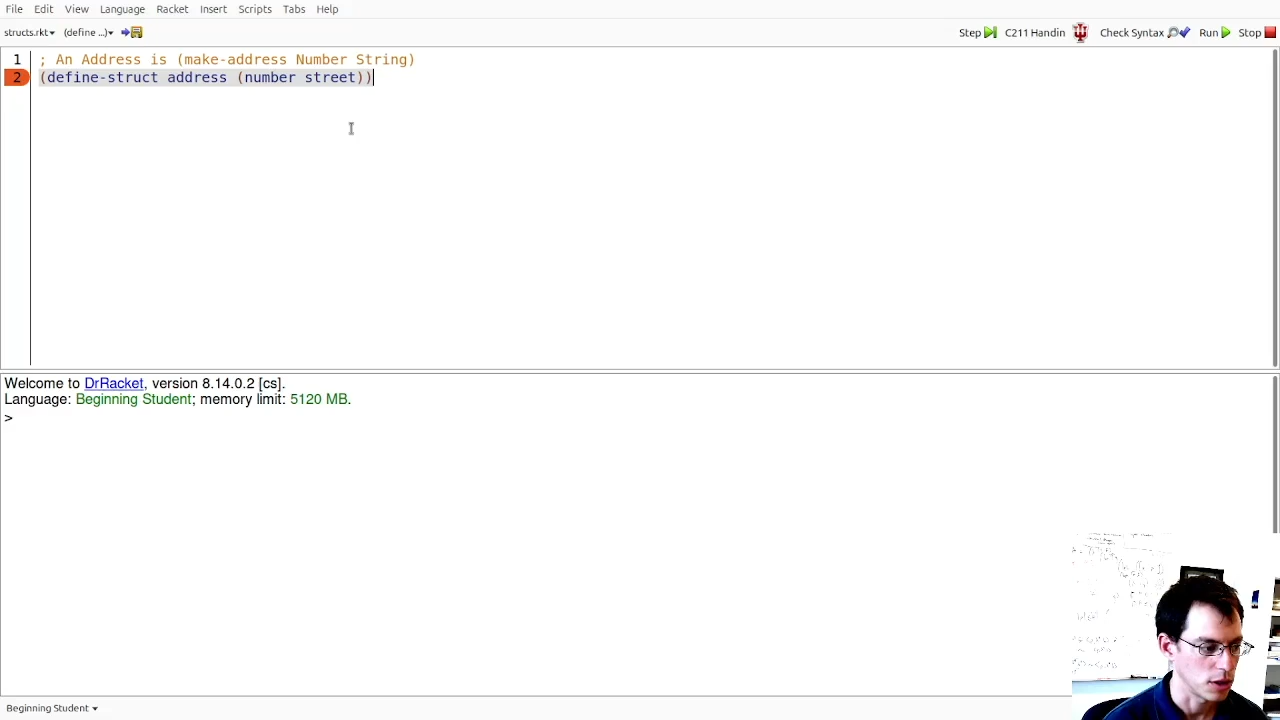 File Edit View Language Racket Insert Scripts Tabs Help
structs.rkt▾ (define ...)▾ Step C211 Handin Check Syntax Run Stop
1 ; An Address is (make-address Number String)
2 (define-struct address (number street))
Welcome to DrRacket, version 8.14.0.2 [cs].
Language: Beginning Student; memory limit: 5120 MB.
>
Beginning Student ▾